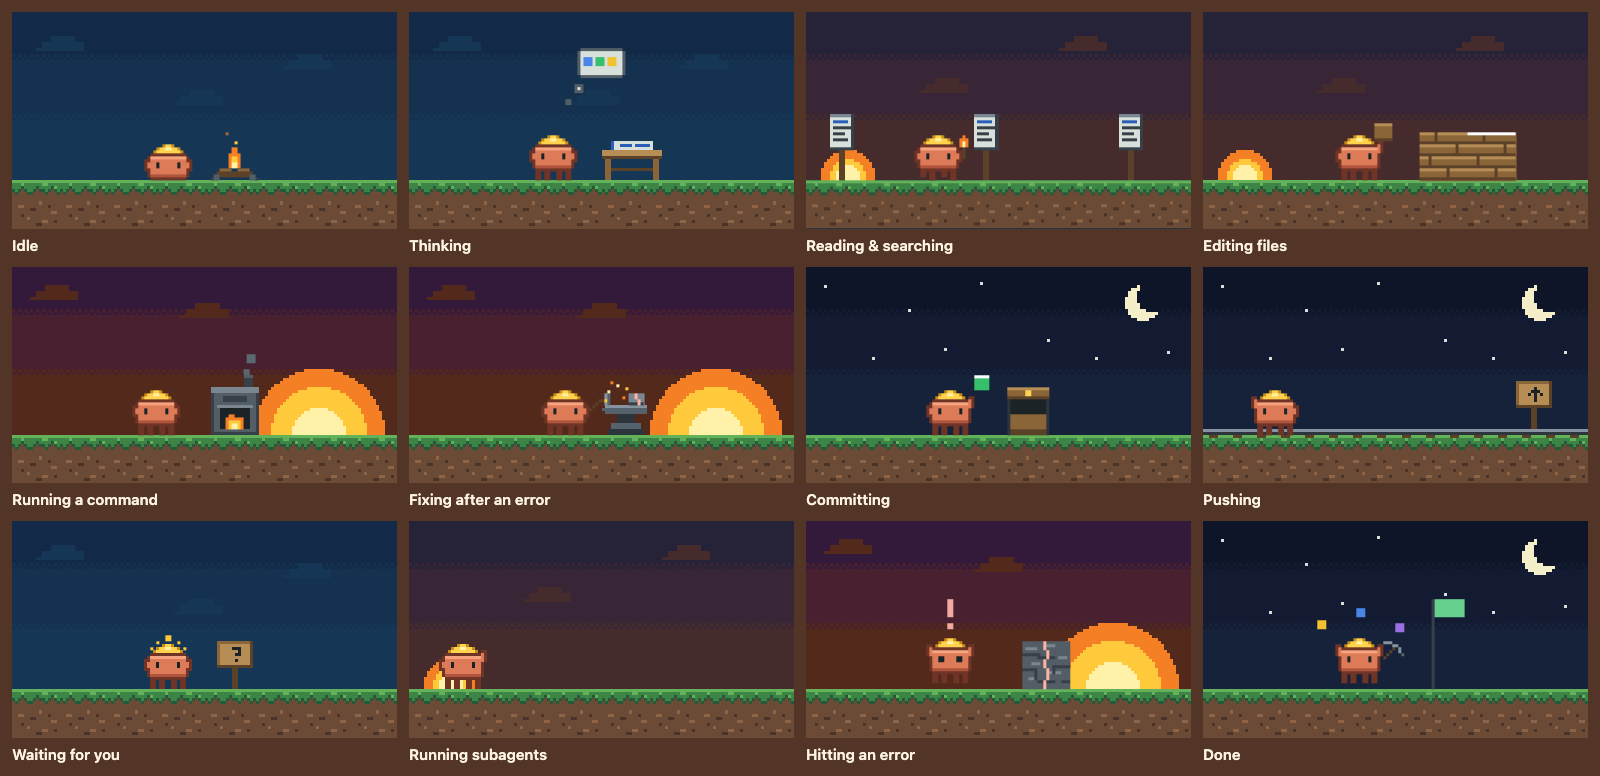 Idle
Thinking
Reading & searching
Editing files
Running a command
Fixing after an error
Committing
Pushing
?
Waiting for you
Running subagents
!
Hitting an error
Done